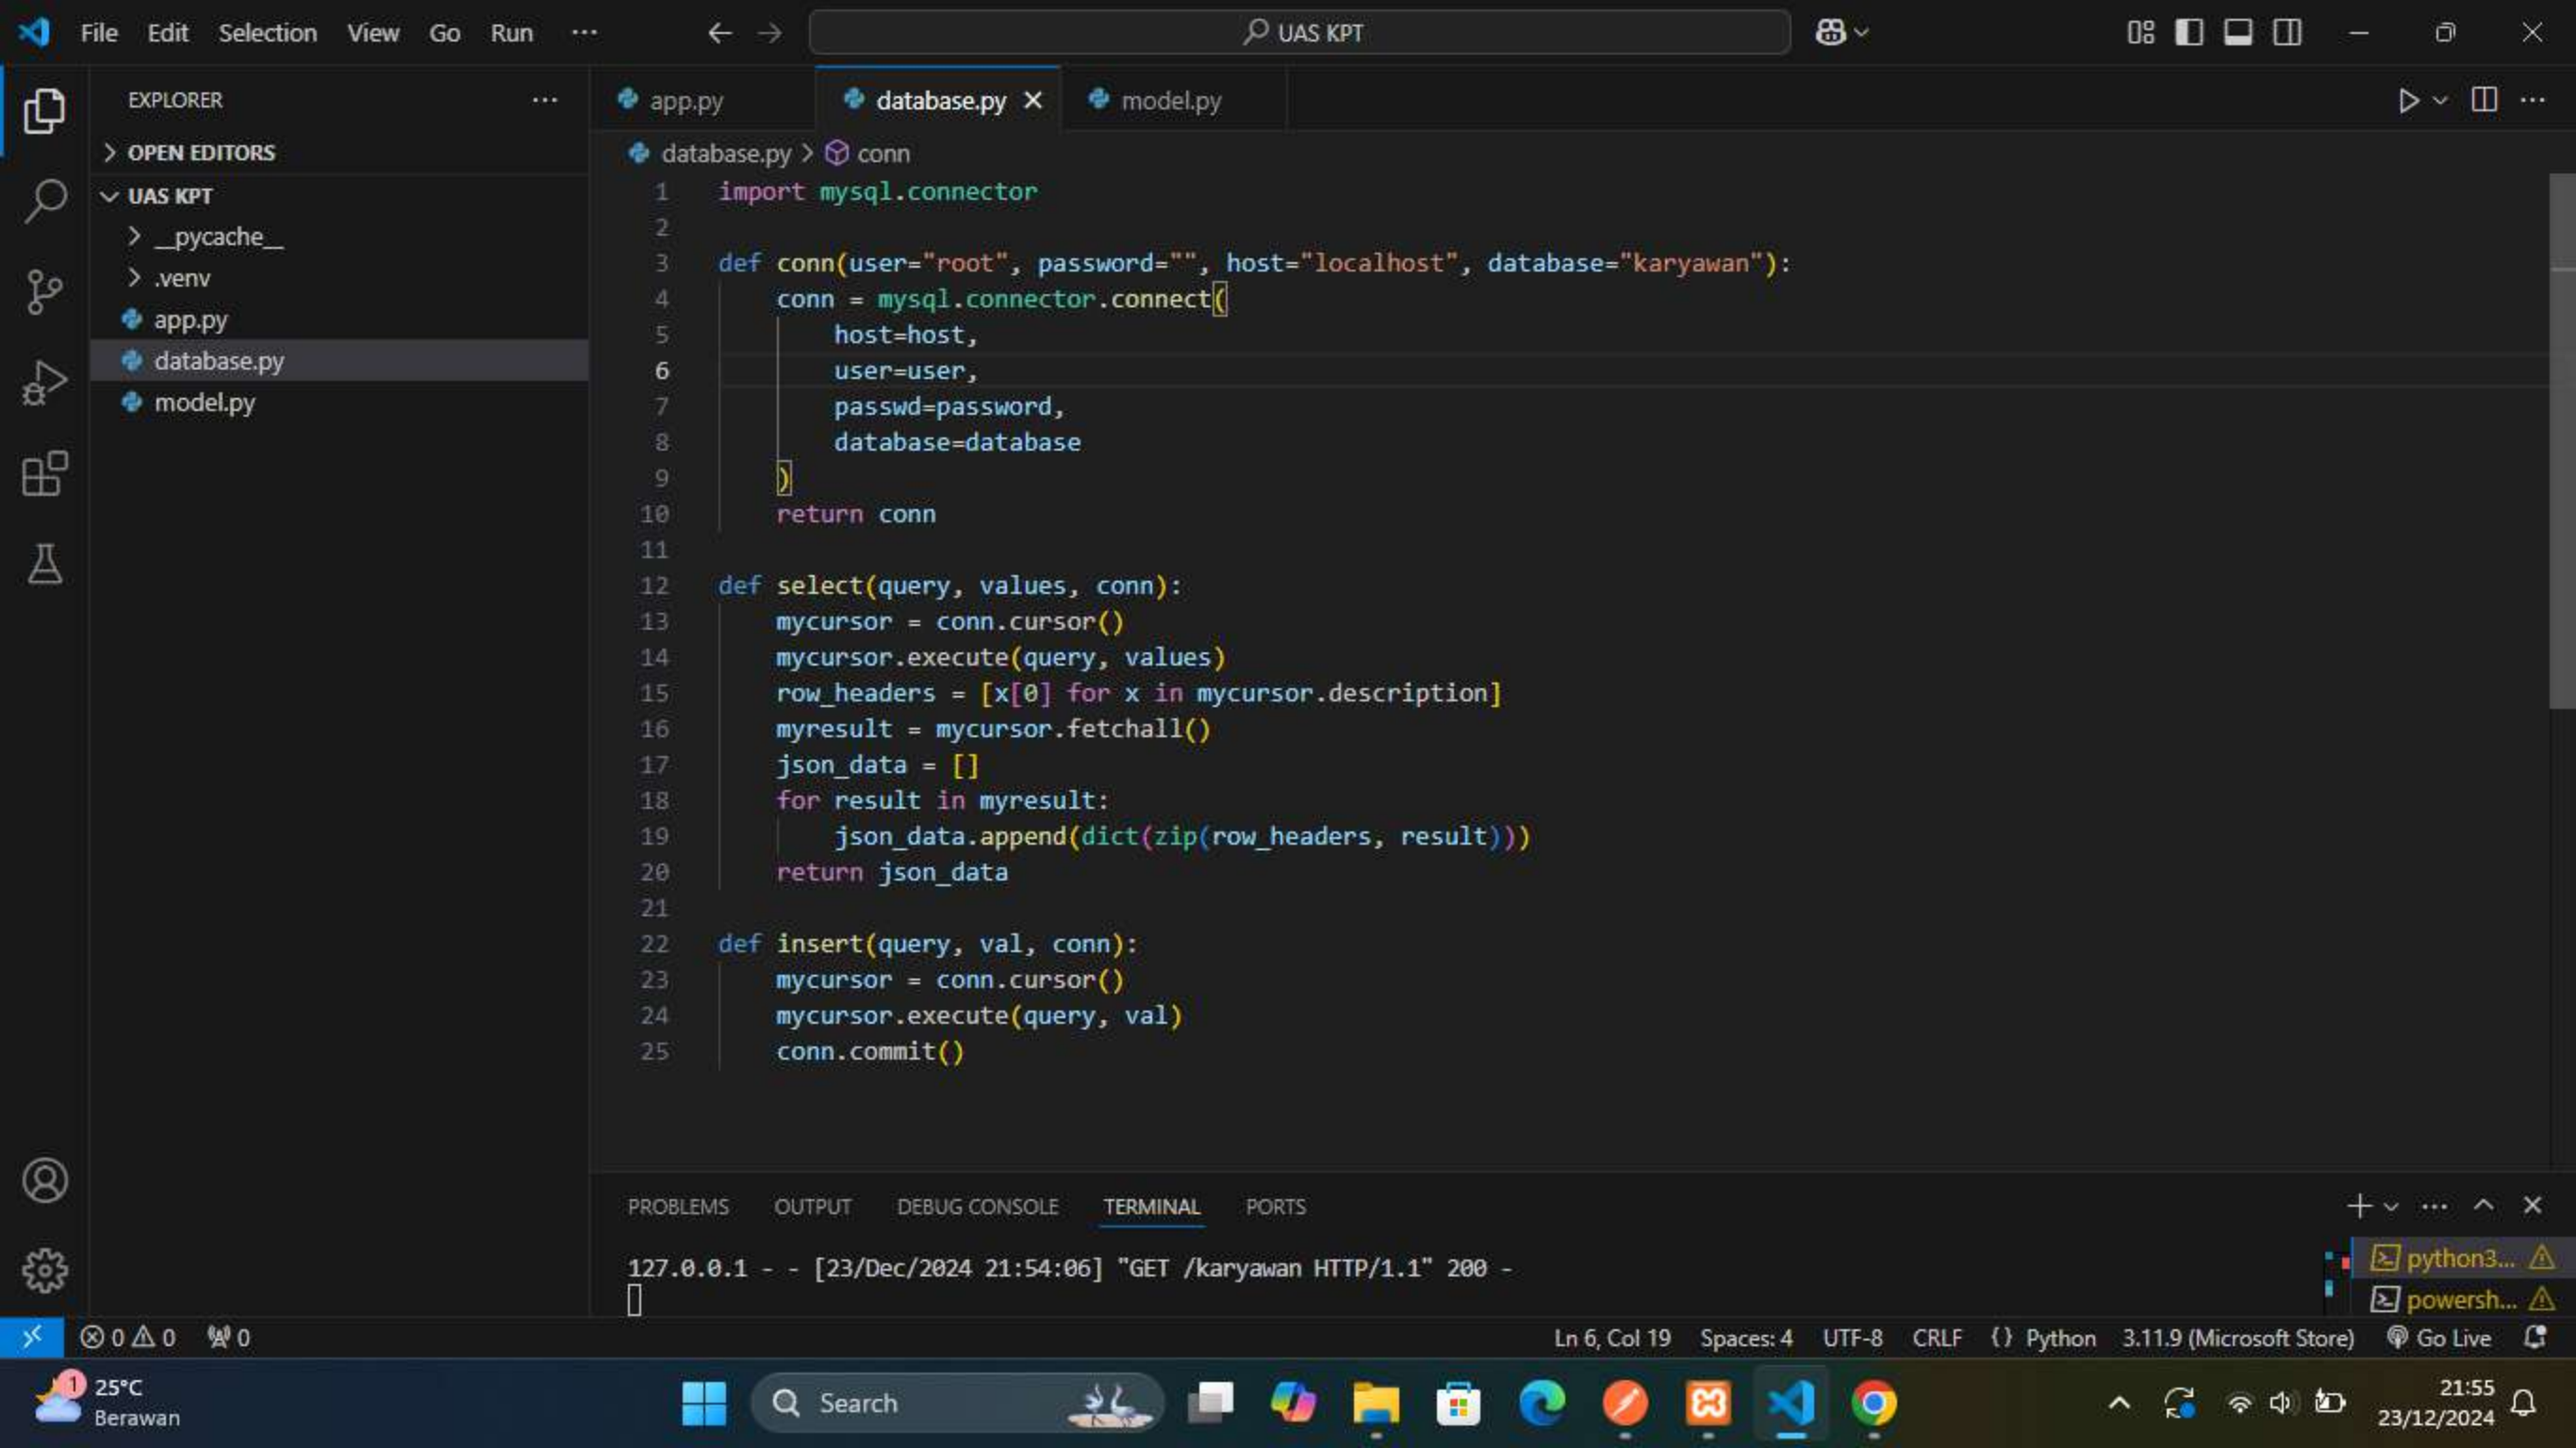 File Edit Selection View Go Run ···
UAS KPT
EXPLORER
OPEN EDITORS
UAS KPT
__pycache__
.venv
app.py
database.py
model.py
app.py
database.py
model.py
database.py > conn
1 import mysql.connector
2
3 def conn(user="root", password="", host="localhost", database="karyawan"):
4 conn = mysql.connector.connect(
5 host=host,
6 user=user,
7 passwd=password,
8 database=database
9 )
10 return conn
11
12 def select(query, values, conn):
13 mycursor = conn.cursor()
14 mycursor.execute(query, values)
15 row_headers = [x[0] for x in mycursor.description]
16 myresult = mycursor.fetchall()
17 json_data = []
18 for result in myresult:
19 json_data.append(dict(zip(row_headers, result)))
20 return json_data
21
22 def insert(query, val, conn):
23 mycursor = conn.cursor()
24 mycursor.execute(query, val)
25 conn.commit()
PROBLEMS OUTPUT DEBUG CONSOLE TERMINAL PORTS
127.0.0.1 - - [23/Dec/2024 21:54:06] "GET /karyawan HTTP/1.1" 200 -
python3...
powersh...
0 0 0
Ln 6, Col 19 Spaces: 4 UTF-8 CRLF {} Python 3.11.9 (Microsoft Store) Go Live
1
25°C
Berawan
Search
21:55
23/12/2024